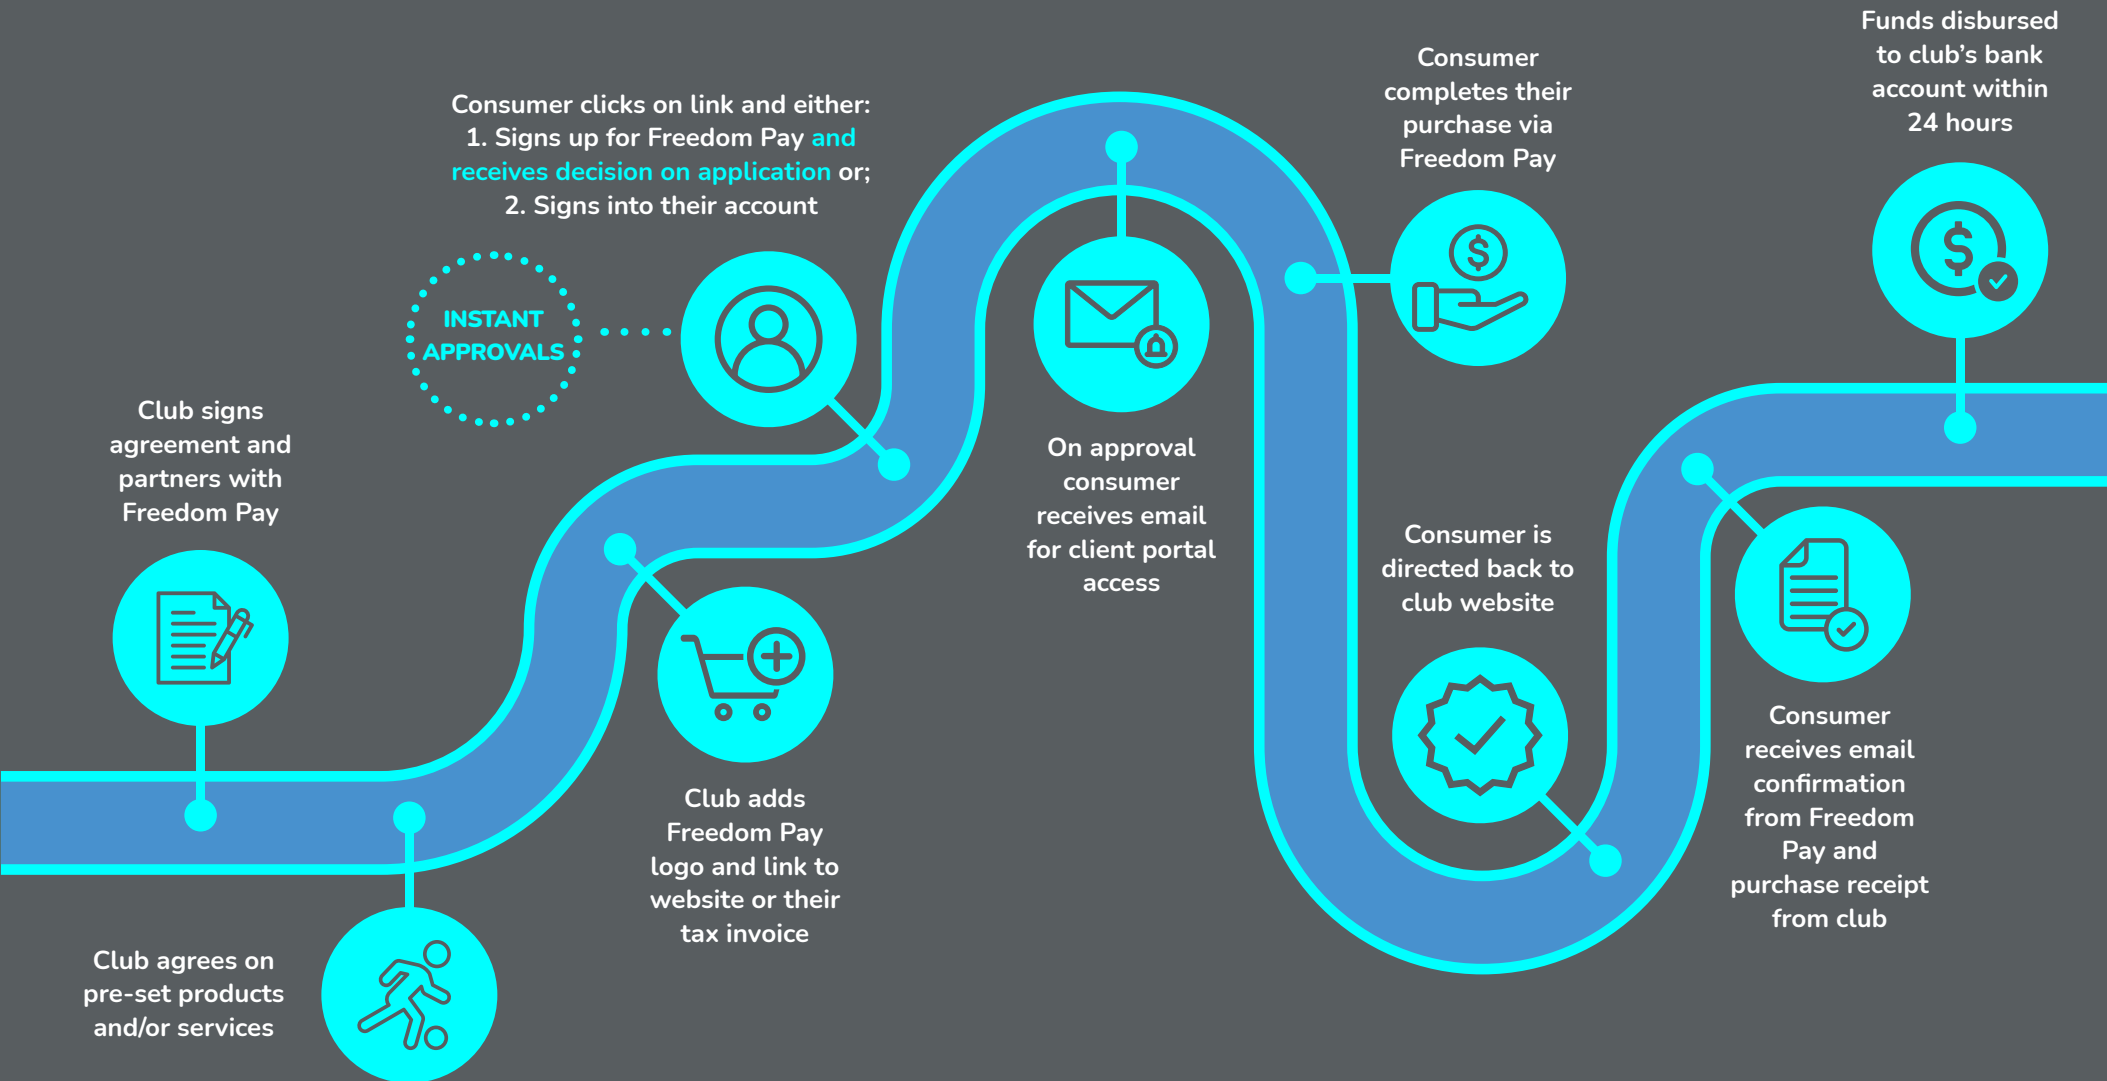 Club signs
agreement and
partners with
Freedom Pay
Club agrees on
pre-set products
and/or services
Club adds
Freedom Pay
logo and link to
website or their
tax invoice
Consumer clicks on link and either:
1. Signs up for Freedom Pay and
receives decision on application or;
2. Signs into their account
INSTANT
APPROVALS
On approval
consumer
receives email
for client portal
access
Consumer
completes their
purchase via
Freedom Pay
Consumer is
directed back to
club website
Consumer
receives email
confirmation
from Freedom
Pay and
purchase receipt
from club
Funds disbursed
to club’s bank
account within
24 hours